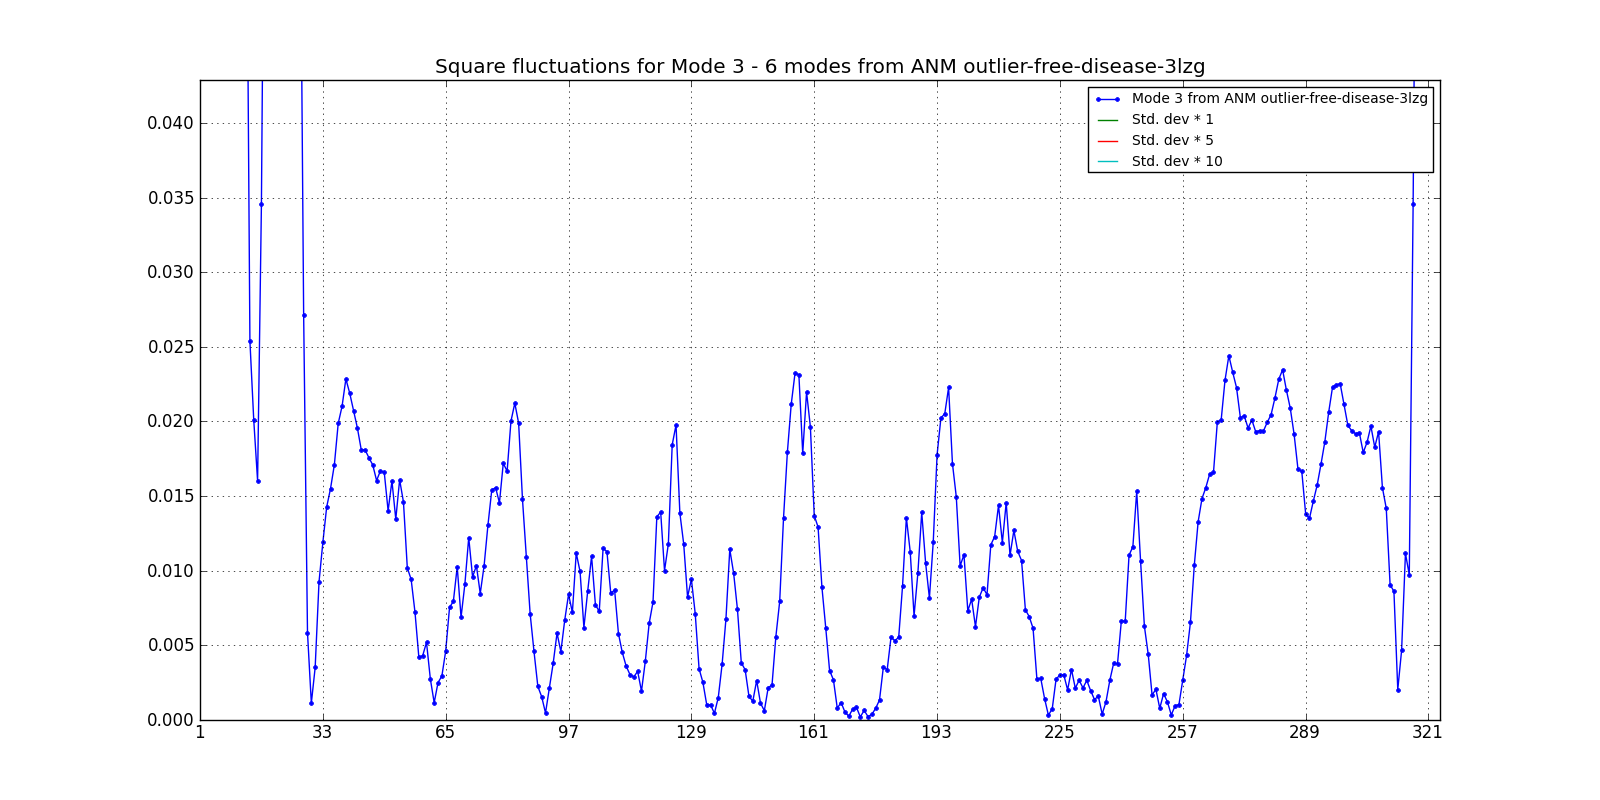 Square fluctuations for Mode 3 - 6 modes from ANM outlier-free-disease-3lzg
Mode 3 from ANM outlier-free-disease-3lzg
Std. dev * 1
Std. dev * 5
Std. dev * 10
0.040
0.035
0.030
0.025
0.020
0.015
0.010
0.005
0.000
1 33 65 97 129 161 193 225 257 289 321